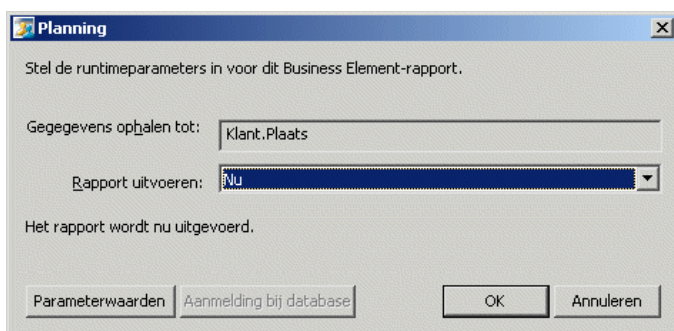 Planning
Stel de runtimeparameters in voor dit Business Element-rapport.
Gegegevens ophalen tot: Klant.Plaats
Rapport uitvoeren: Nu
Het rapport wordt nu uitgevoerd.
Parameterwaarden Aanmelding bij database OK Annuleren